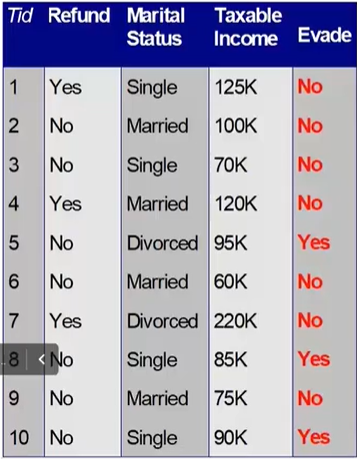 Tid Refund Marital Status Taxable Income Evade
1 Yes Single 125K No
2 No Married 100K No
3 No Single 70K No
4 Yes Married 120K No
5 No Divorced 95K Yes
6 No Married 60K No
7 Yes Divorced 220K No
8 No Single 85K Yes
9 No Married 75K No
10 No Single 90K Yes